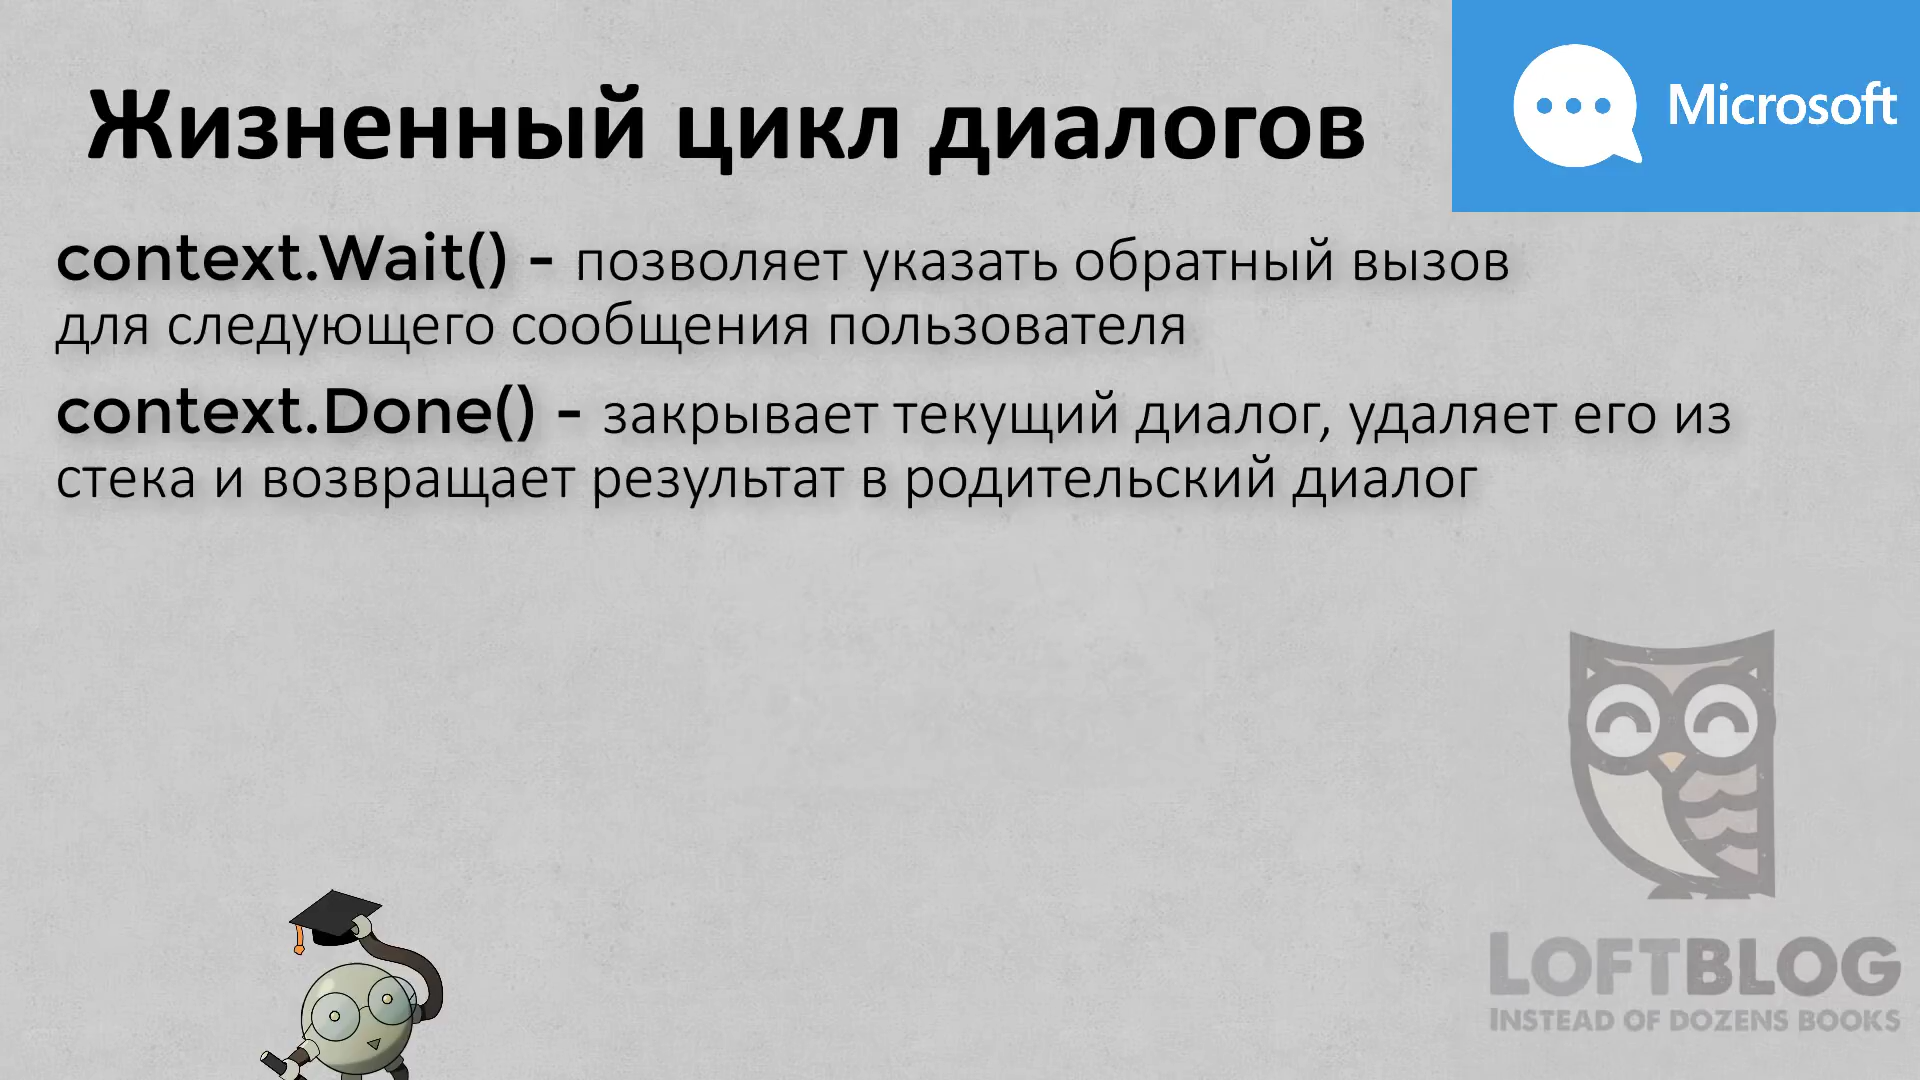 Жизненный цикл диалогов
Microsoft
context.Wait() - позволяет указать обратный вызов
для следующего сообщения пользователя
context.Done() - закрывает текущий диалог, удаляет его из
стека и возвращает результат в родительский диалог
LOFTBLOG
INSTEAD OF DOZENS BOOKS